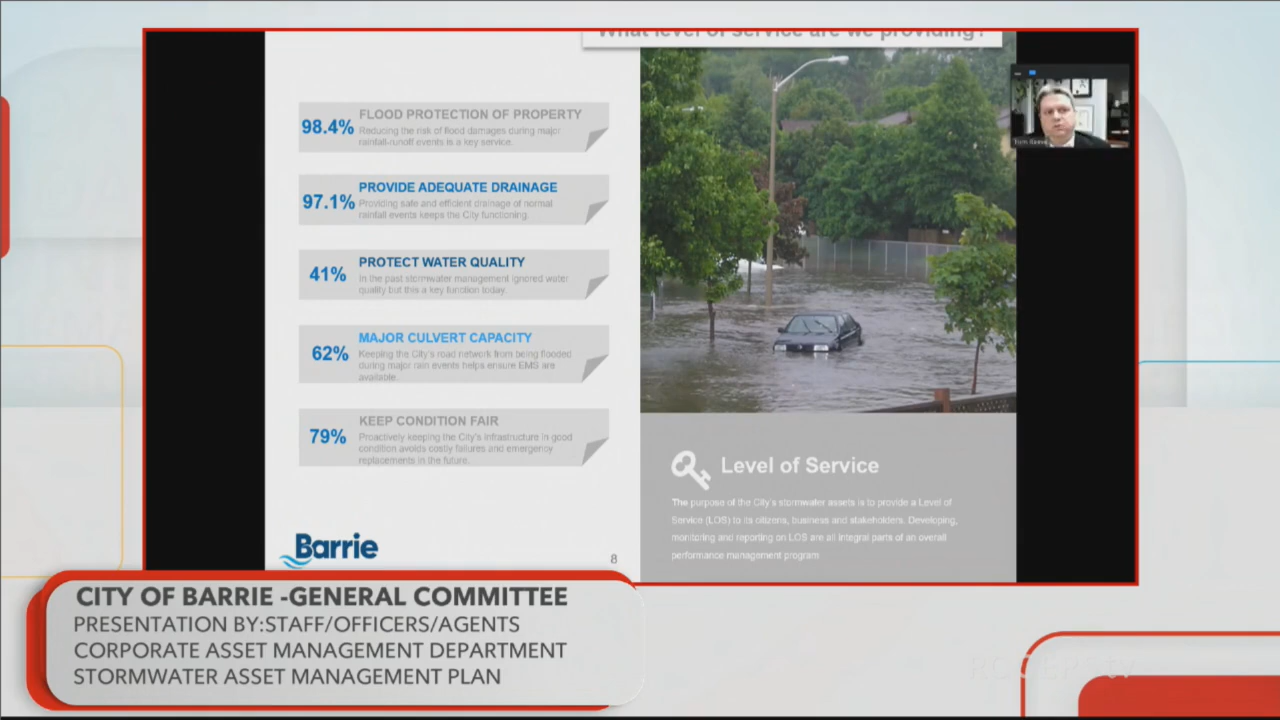 What level of service are we providing?
98.4%
FLOOD PROTECTION OF PROPERTY
Reducing the risk of flood damages during major
rainfall-runoff events is a key service.
97.1%
PROVIDE ADEQUATE DRAINAGE
Providing safe and efficient drainage of normal
rainfall events keeps the City functioning.
41%
PROTECT WATER QUALITY
In the past stormwater management ignored water
quality but this a key function today.
62%
MAJOR CULVERT CAPACITY
Keeping the City's road network from being flooded
during major rain events helps ensure EMS are
available.
79%
KEEP CONDITION FAIR
Proactively keeping the City's infrastructure in good
condition avoids costly failures and emergency
replacements in the future.
Barrie
8
Level of Service
The purpose of the City's stormwater assets is to provide a Level of
Service (LOS) to its citizens, business and stakeholders. Developing,
monitoring and reporting on LOS are all integral parts of an overall
performance management program
CITY OF BARRIE -GENERAL COMMITTEE
PRESENTATION BY:STAFF/OFFICERS/AGENTS
CORPORATE ASSET MANAGEMENT DEPARTMENT
STORMWATER ASSET MANAGEMENT PLAN